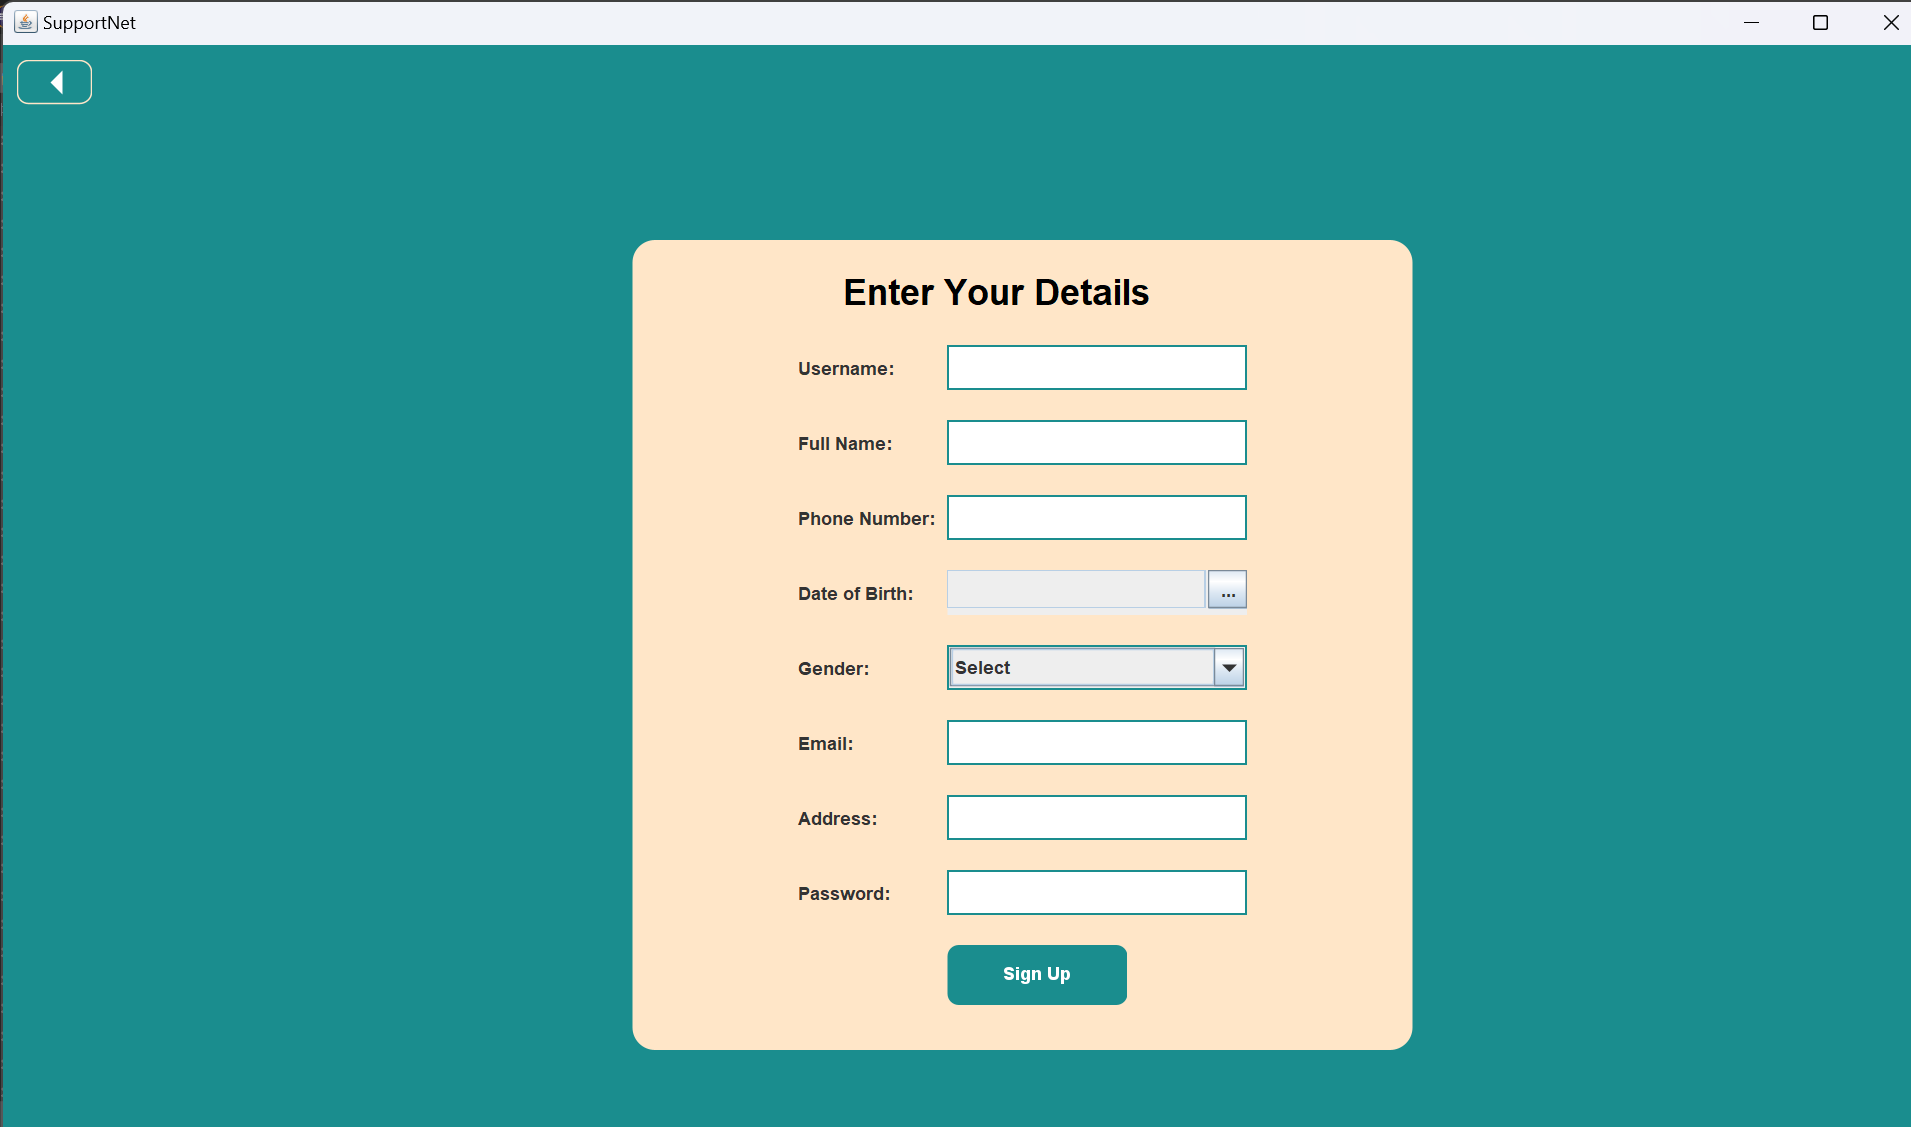 SupportNet
Enter Your Details
Username:
Full Name:
Phone Number:
Date of Birth:
...
Gender:
Select
Email:
Address:
Password:
Sign Up